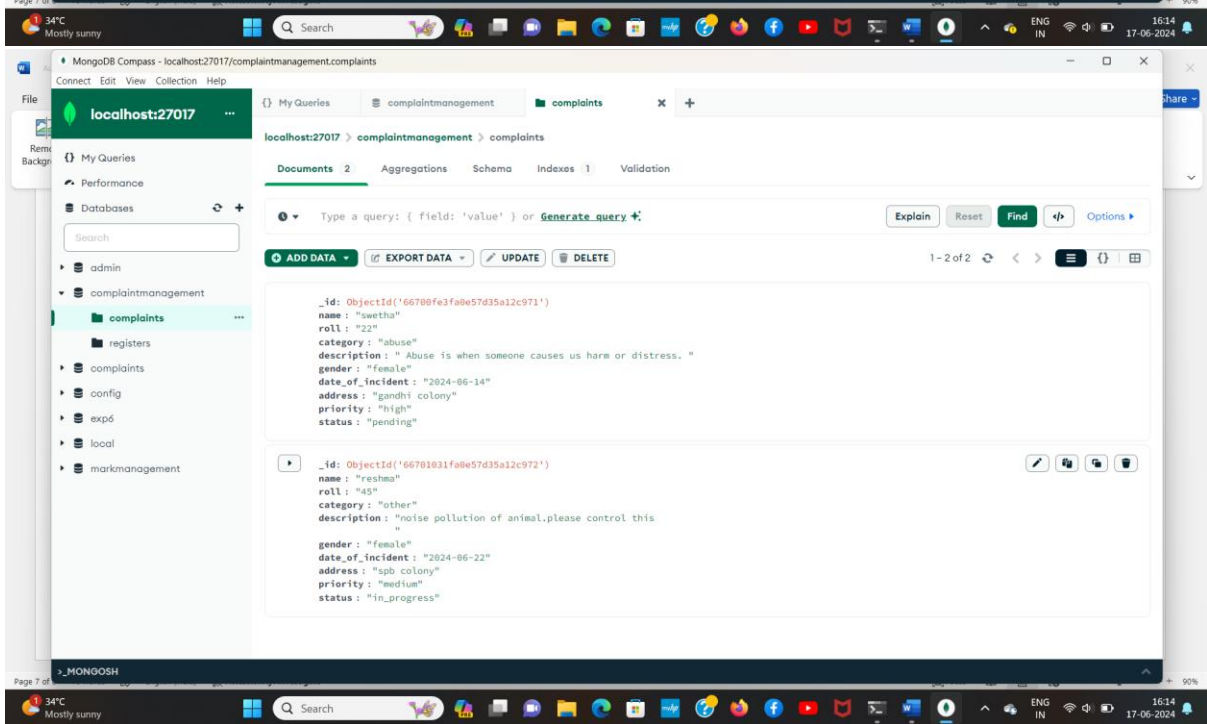 34°C
Mostly sunny
Search
ENG
IN
16:14
17-06-2024
MongoDB Compass - localhost:27017/complaintmanagement.complaints
Connect Edit View Collection Help
File
Share
localhost:27017
{} My Queries
complaintmanagement
complaints
localhost:27017 > complaintmanagement > complaints
{} My Queries
Performance
Databases
Search
admin
complaintmanagement
complaints
registers
complaints
config
exp6
local
markmanagement
Documents 2 Aggregations Schema Indexes 1 Validation
Type a query: { field: 'value' } or Generate query
Explain Reset Find </> Options
ADD DATA EXPORT DATA UPDATE DELETE
1 – 2 of 2
_id: ObjectId('66700fe3fa0e57d35a12c971')
name : "swetha"
roll : "22"
category : "abuse"
description : " Abuse is when someone causes us harm or distress. "
gender : "female"
date_of_incident : "2024-06-14"
address : "gandhi colony"
priority : "high"
status : "pending"
_id: ObjectId('66701031fa0e57d35a12c972')
name : "reshma"
roll : "45"
category : "other"
description : "noise pollution of animal.please control this
"
gender : "female"
date_of_incident : "2024-06-22"
address : "spb colony"
priority : "medium"
status : "in_progress"
>_MONGOSH
Page 7 of
90%
34°C
Mostly sunny
Search
ENG
IN
16:14
17-06-2024